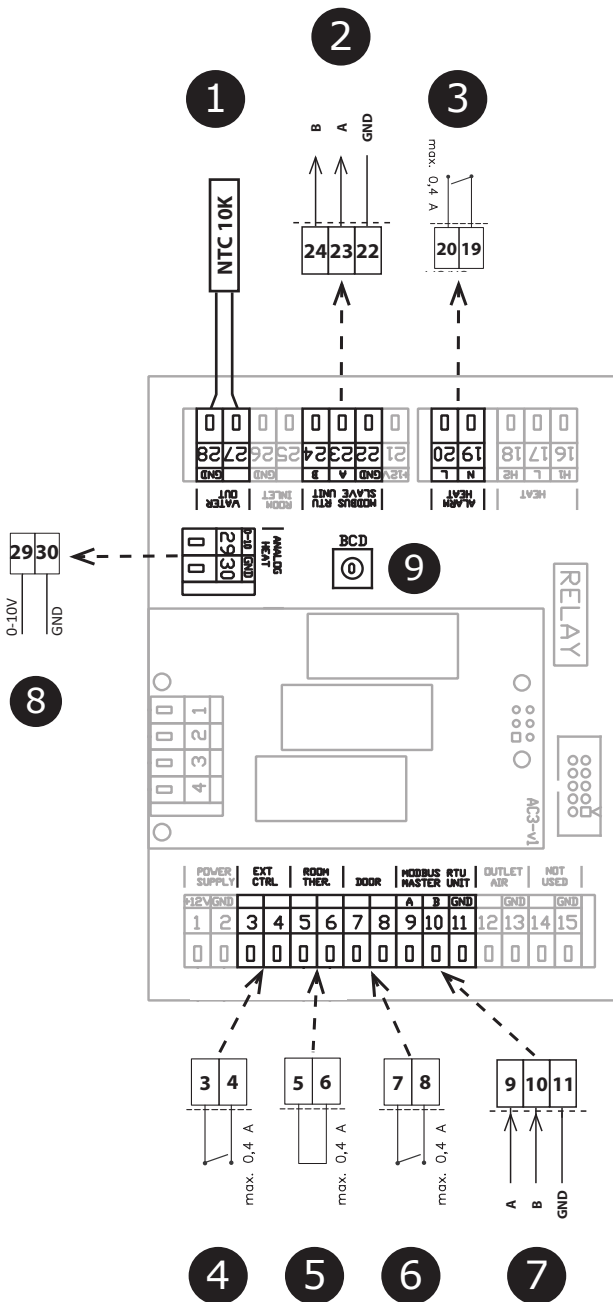 2
1
3
B
A
GND
max. 0,4 A
NTC 10K
24 23 22
20 19
28 27 26 25 24 23 22 21
20 19 18 17 16
GND GND B A GND +12V
L N H2 L H1
WATER OUT
ROOM INLET
MODBUS RTU SLAVE UNIT
ALARM HEAT
HEAT
29 30
0-10V
GND
8
29 0-10
30 GND
ANALOG HEAT
BCD
0
9
RELAY
1
2
3
4
AC3-v1
POWER SUPPLY
EXT CTRL
ROOM THER.
DOOR
MODBUS RTU MASTER UNIT
OUTLET AIR
NOT USED
+12V GND A B GND GND GND
1 2 3 4 5 6 7 8 9 10 11 12 13 14 15
3 4
5 6
7 8
9 10 11
max. 0,4 A
max. 0,4 A
max. 0,4 A
A
B
GND
4
5
6
7